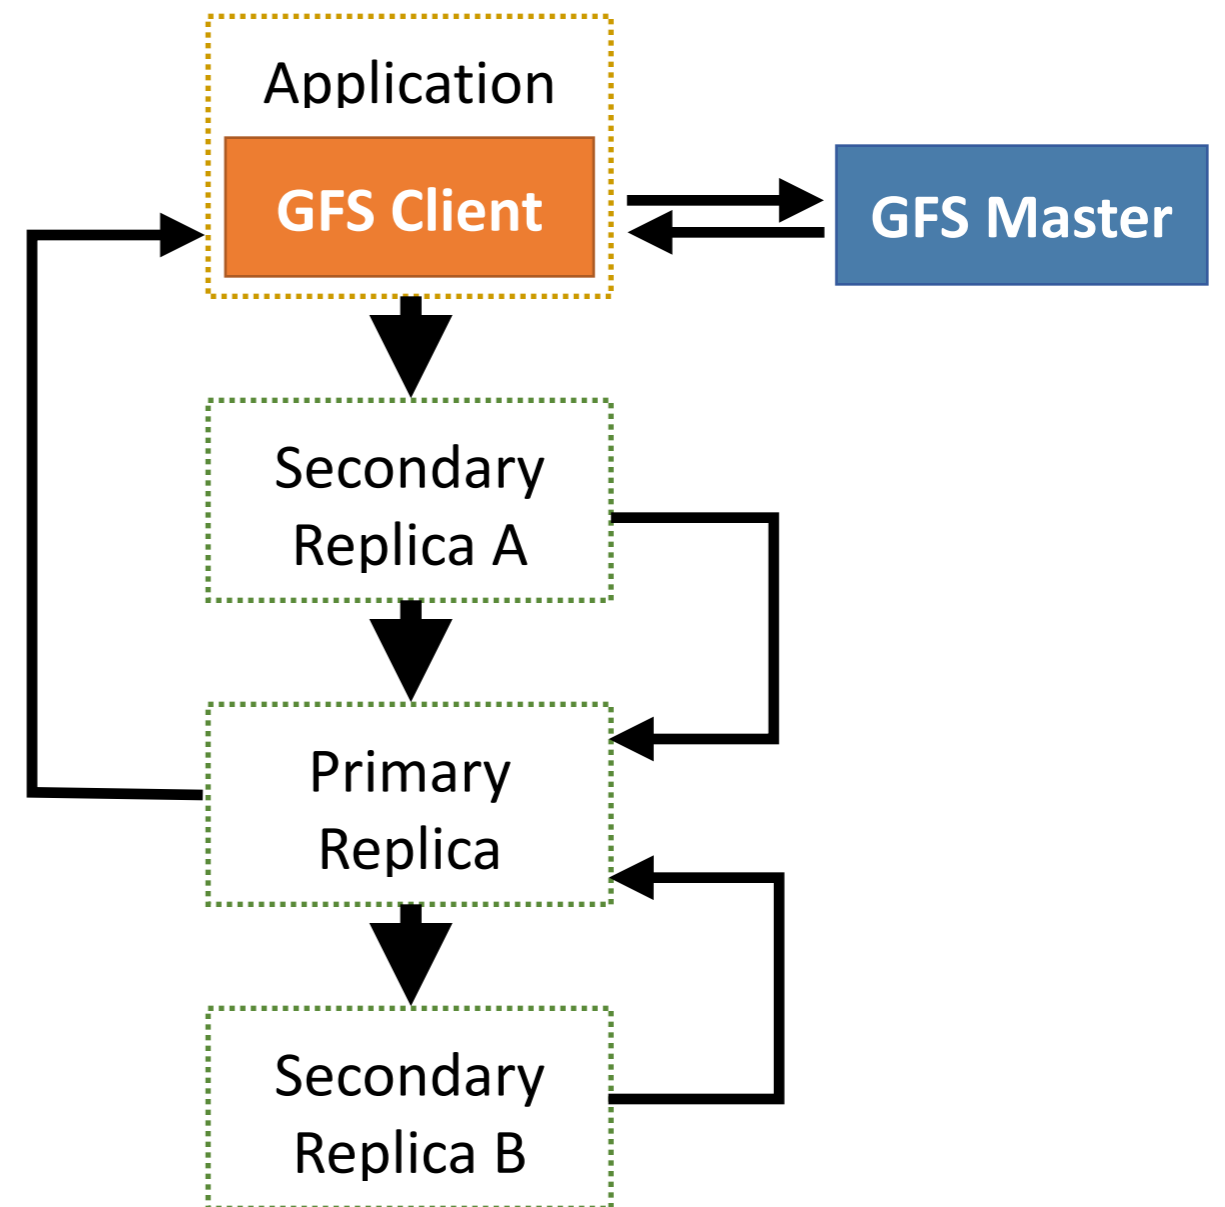 Application
GFS Client
GFS Master
Secondary
Replica A
Primary
Replica
Secondary
Replica B